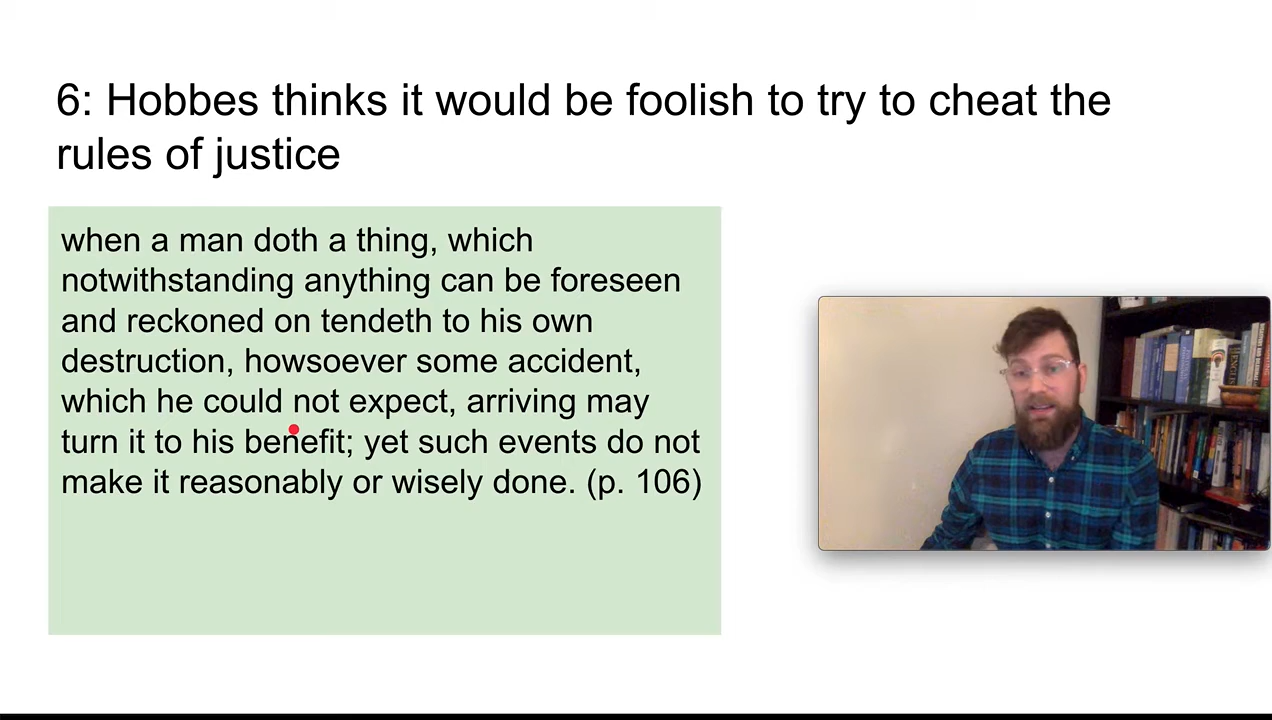 6: Hobbes thinks it would be foolish to try to cheat the
rules of justice
when a man doth a thing, which
notwithstanding anything can be foreseen
and reckoned on tendeth to his own
destruction, howsoever some accident,
which he could not expect, arriving may
turn it to his benefit; yet such events do not
make it reasonably or wisely done. (p. 106)